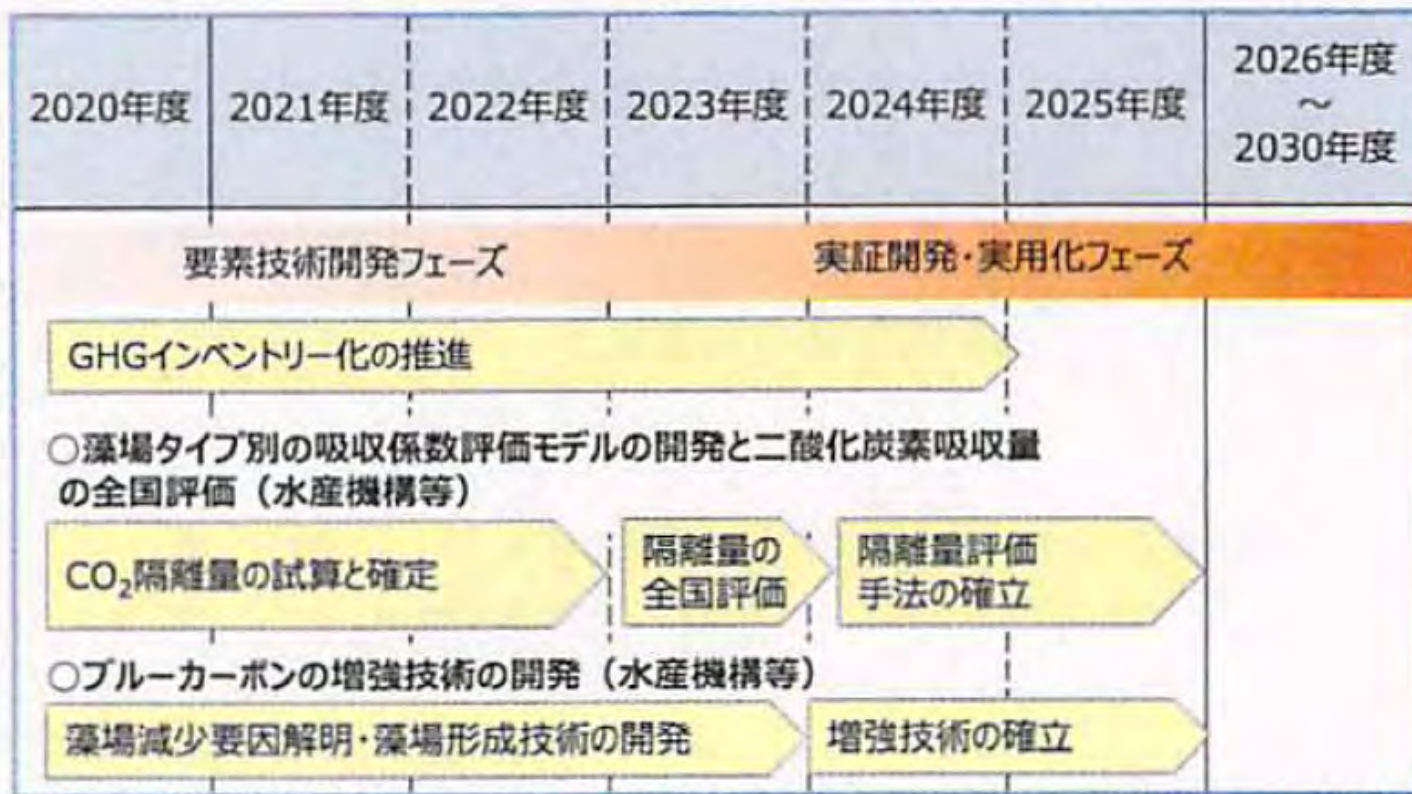 2020年度 2021年度 2022年度 2023年度 2024年度 2025年度 2026年度
～
2030年度
要素技術開発フェーズ 実証開発・実用化フェーズ
GHGインベントリー化の推進
○藻場タイプ別の吸収係数評価モデルの開発と二酸化炭素吸収量
の全国評価（水産機構等）
CO₂隔離量の試算と確定
隔離量の
全国評価
隔離量評価
手法の確立
○ブルーカーボンの増強技術の開発（水産機構等）
藻場減少要因解明・藻場形成技術の開発 増強技術の確立